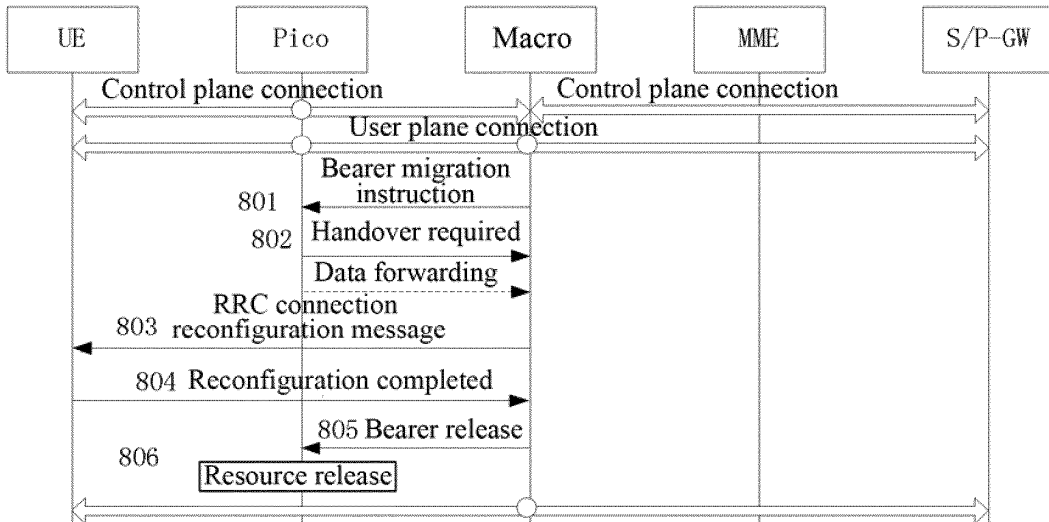 UE Pico Macro MME S/P-GW
Control plane connection Control plane connection
User plane connection
Bearer migration
instruction
801
802 Handover required
Data forwarding
RRC connection
803 reconfiguration message
804 Reconfiguration completed
805 Bearer release
806
Resource release